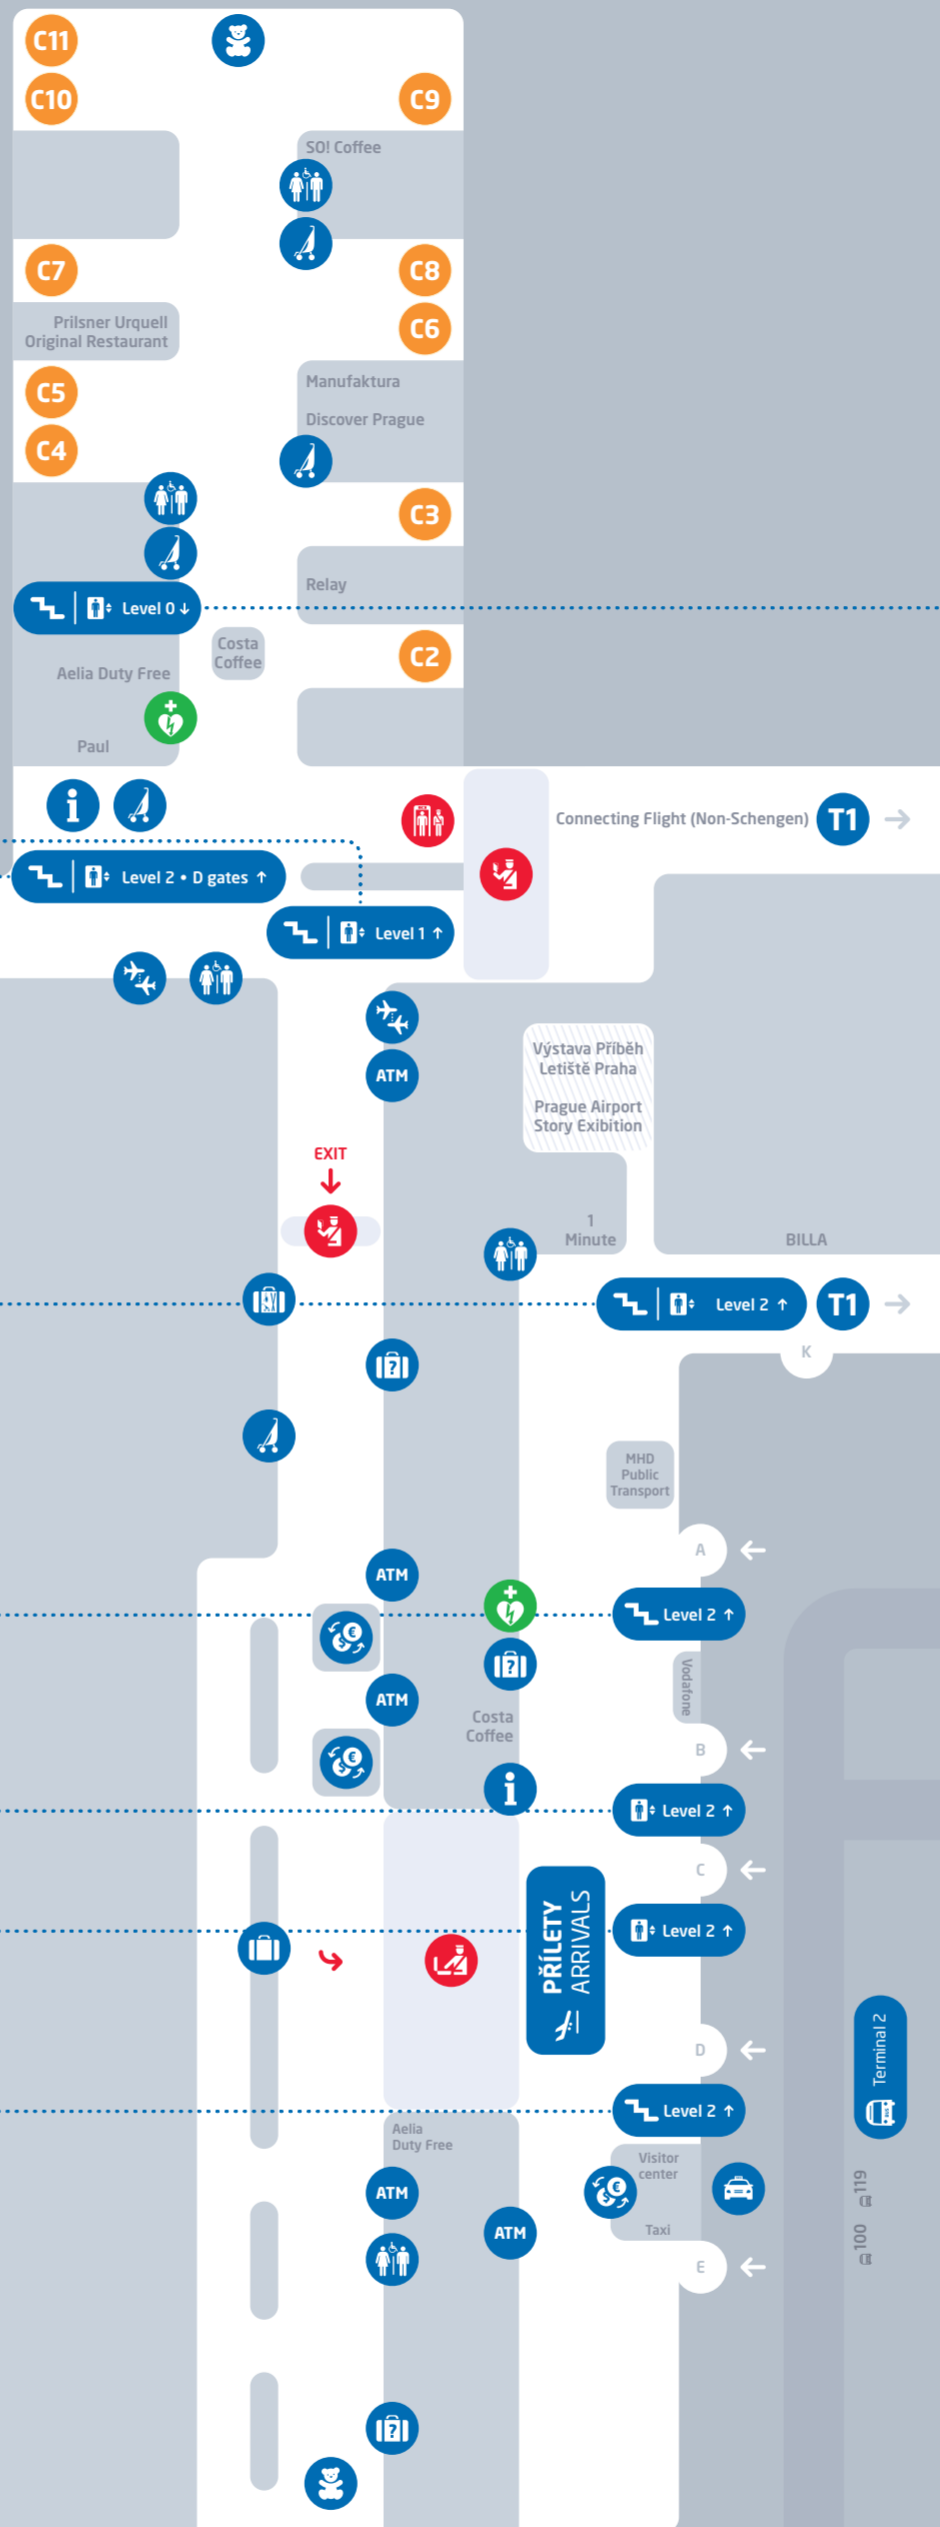 C11
C10
C9
SO! Coffee
C7
C8
Prilsner Urquell
Original Restaurant
C6
Manufaktura
C5
Discover Prague
C4
C3
Relay
Level 0 ↓
Costa
Coffee
C2
Aelia Duty Free
Paul
i
Connecting Flight (Non-Schengen)
T1 →
Level 2 • D gates ↑
Level 1 ↑
ATM
Výstava Příběh
Letiště Praha
Prague Airport
Story Exibition
EXIT
↓
1
Minute
BILLA
Level 2 ↑
T1 →
K
?
MHD
Public
Transport
A ←
ATM
Level 2 ↑
?
Vodafone
ATM
Costa
Coffee
B ←
i
Level 2 ↑
C ←
PŘÍLETY
ARRIVALS
Level 2 ↑
D ←
Terminal 2
Level 2 ↑
Aelia
Duty Free
Visitor
center
ATM
119
Taxi
ATM
100
E ←
?